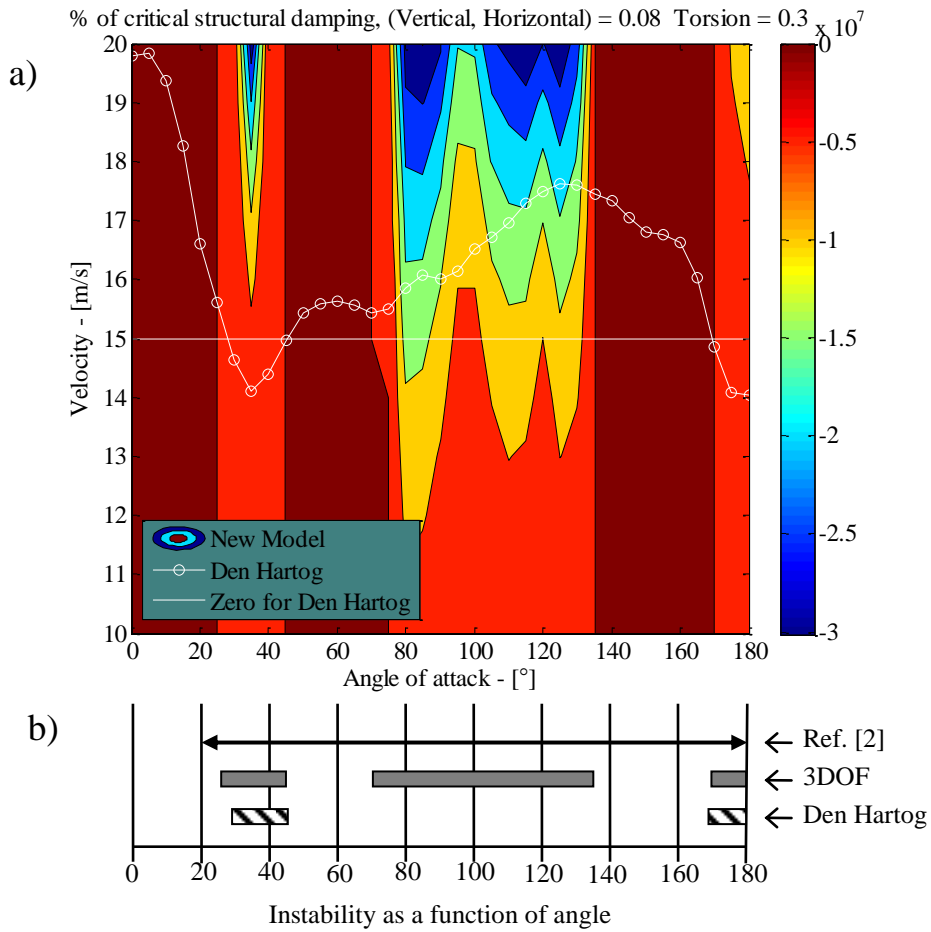 % of critical structural damping, (Vertical, Horizontal) = 0.08 Torsion = 0.3
x 10⁷
a)
20
19
18
17
16
15
14
13
12
11
10
Velocity - [m/s]
New Model
Den Hartog
Zero for Den Hartog
0 20 40 60 80 100 120 140 160 180
Angle of attack - [°]
0
-0.5
-1
-1.5
-2
-2.5
-3
b)
Ref. [2]
3DOF
Den Hartog
0 20 40 60 80 100 120 140 160 180
Instability as a function of angle